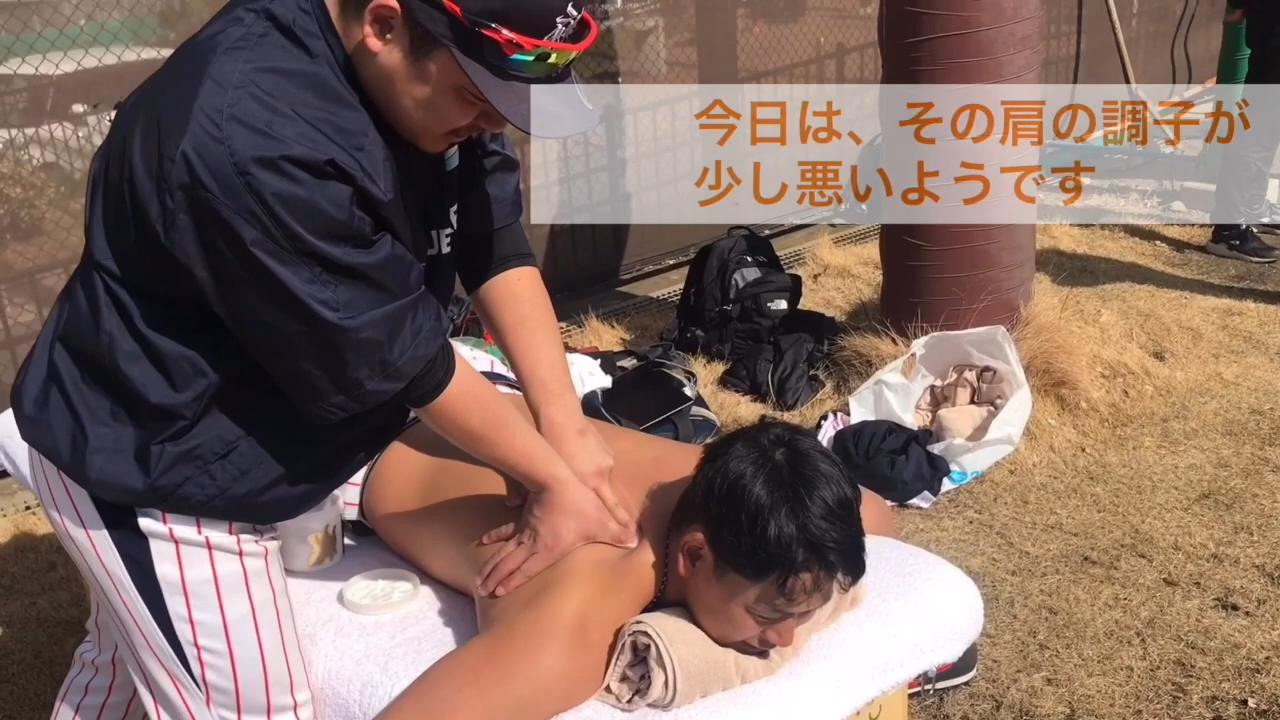 今日は、その肩の調子が
少し悪いようです